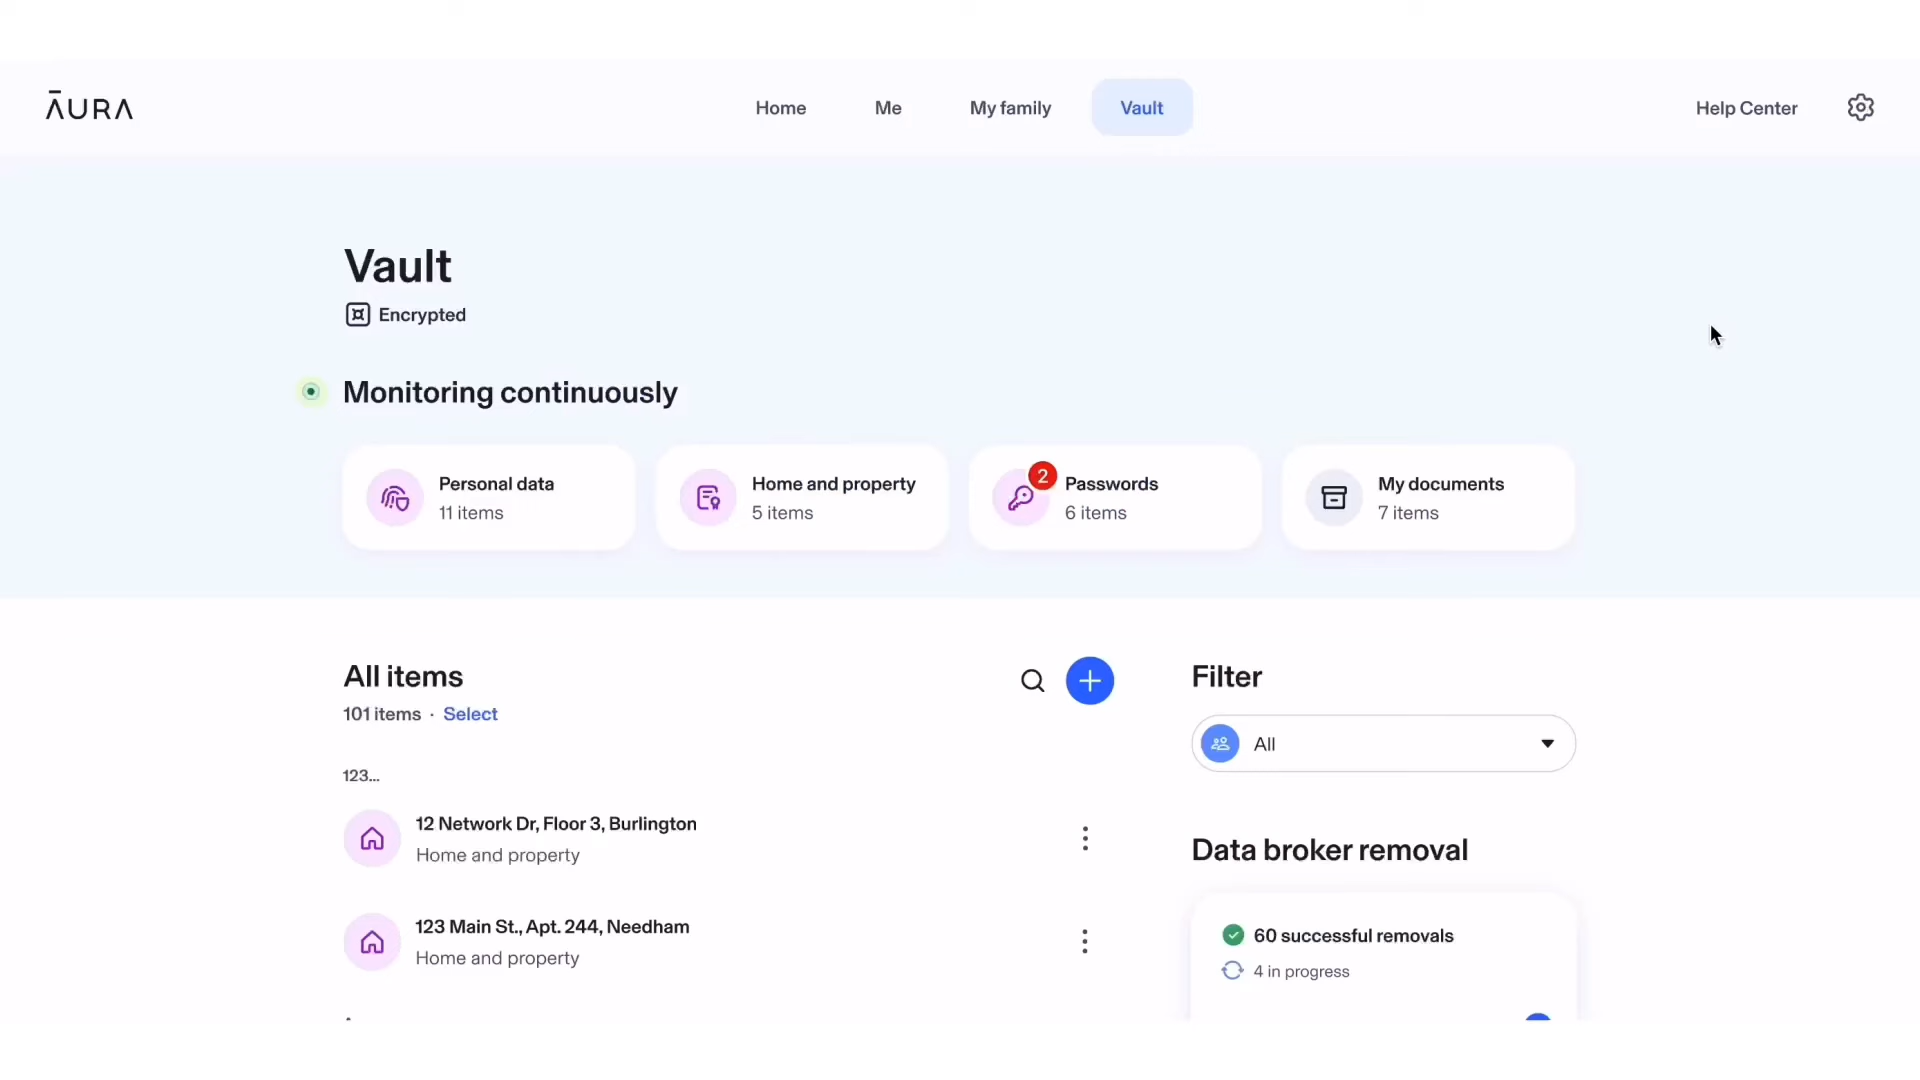 ĀURA
Home
Me
My family
Vault
Help Center
Vault
Encrypted
Monitoring continuously
Personal data
11 items
Home and property
5 items
2
Passwords
6 items
My documents
7 items
All items
101 items · Select
123...
12 Network Dr, Floor 3, Burlington
Home and property
123 Main St., Apt. 244, Needham
Home and property
Filter
All
Data broker removal
60 successful removals
4 in progress